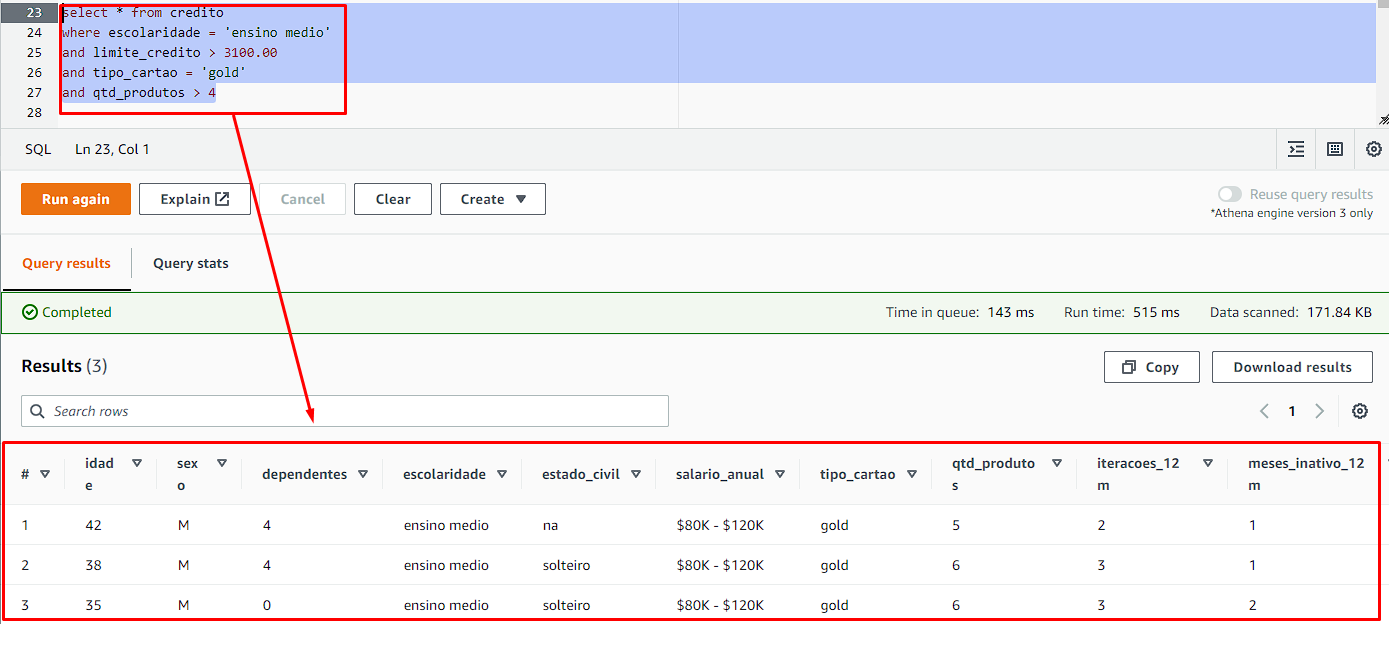 23 select * from credito
24 where escolaridade = 'ensino medio'
25 and limite_credito > 3100.00
26 and tipo_cartao = 'gold'
27 and qtd_produtos > 4
28
SQL Ln 23, Col 1
Run again Explain Cancel Clear Create Reuse query results
*Athena engine version 3 only
Query results Query stats
Completed Time in queue: 143 ms Run time: 515 ms Data scanned: 171.84 KB
Results (3) Copy Download results
Search rows 1
# idade sexo dependentes escolaridade estado_civil salario_anual tipo_cartao qtd_produtos iteracoes_12m meses_inativo_12m
1 42 M 4 ensino medio na $80K - $120K gold 5 2 1
2 38 M 4 ensino medio solteiro $80K - $120K gold 6 3 1
3 35 M 0 ensino medio solteiro $80K - $120K gold 6 3 2